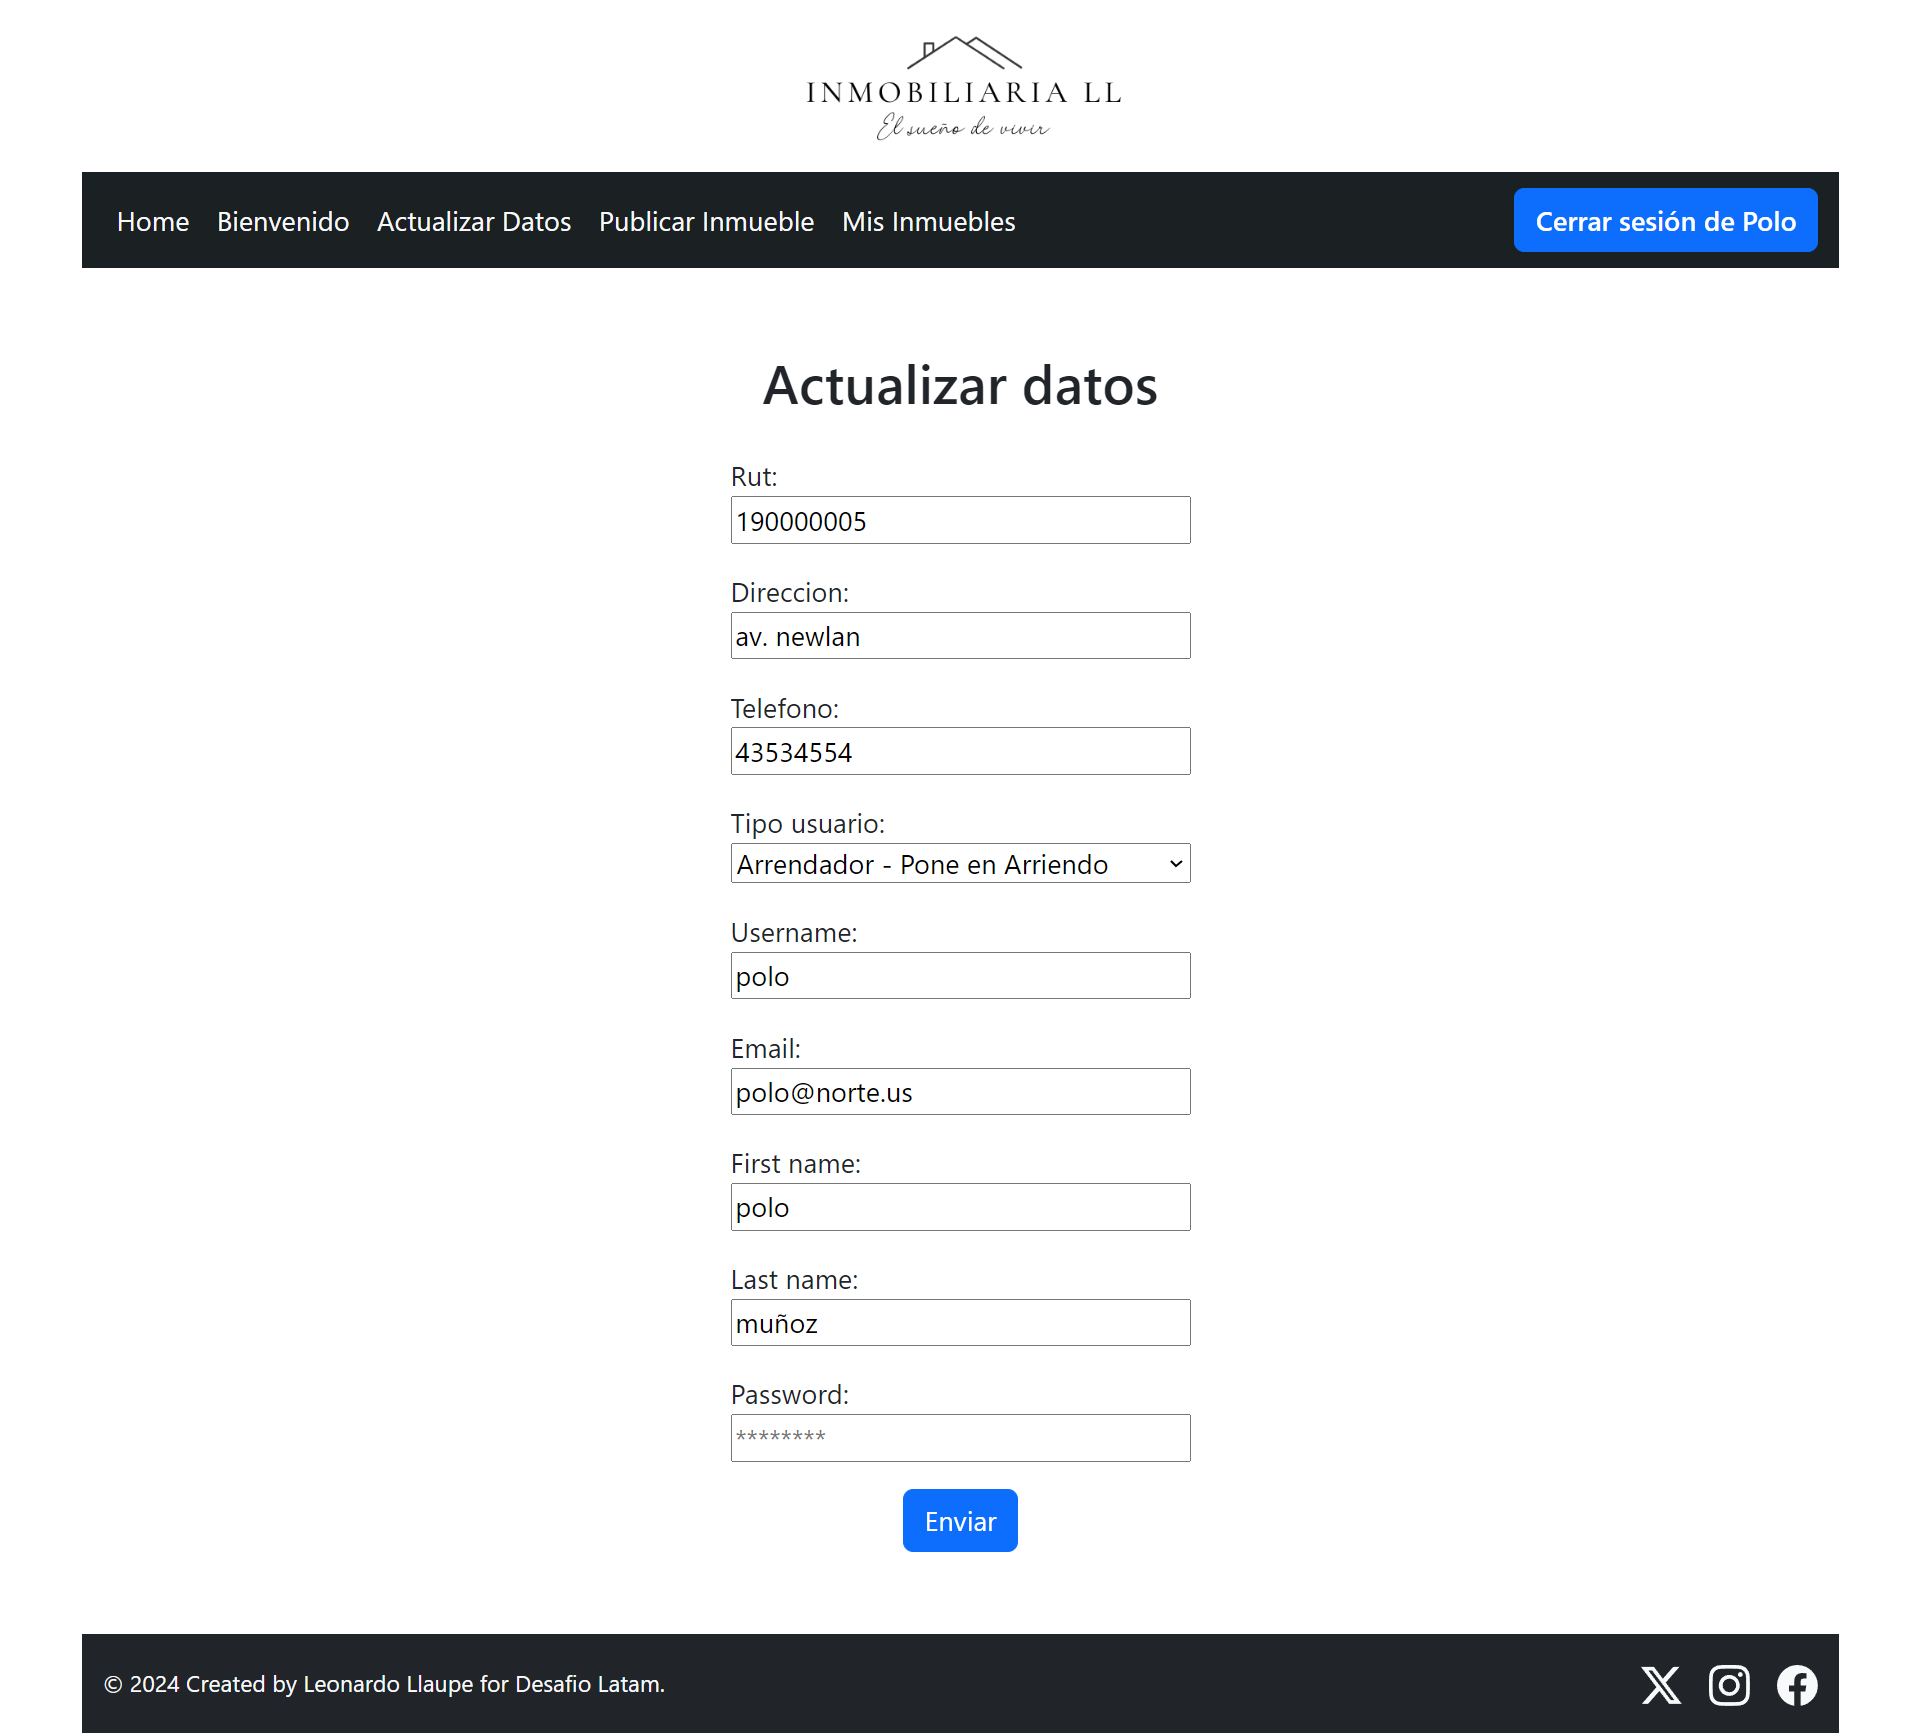 INMOBILIARIA LL
El sueño de vivir
Home Bienvenido Actualizar Datos Publicar Inmueble Mis Inmuebles Cerrar sesión de Polo
Actualizar datos
Rut:
190000005
Direccion:
av. newlan
Telefono:
43534554
Tipo usuario:
Arrendador - Pone en Arriendo
Username:
polo
Email:
polo@norte.us
First name:
polo
Last name:
muñoz
Password:
********
Enviar
© 2024 Created by Leonardo Llaupe for Desafio Latam.